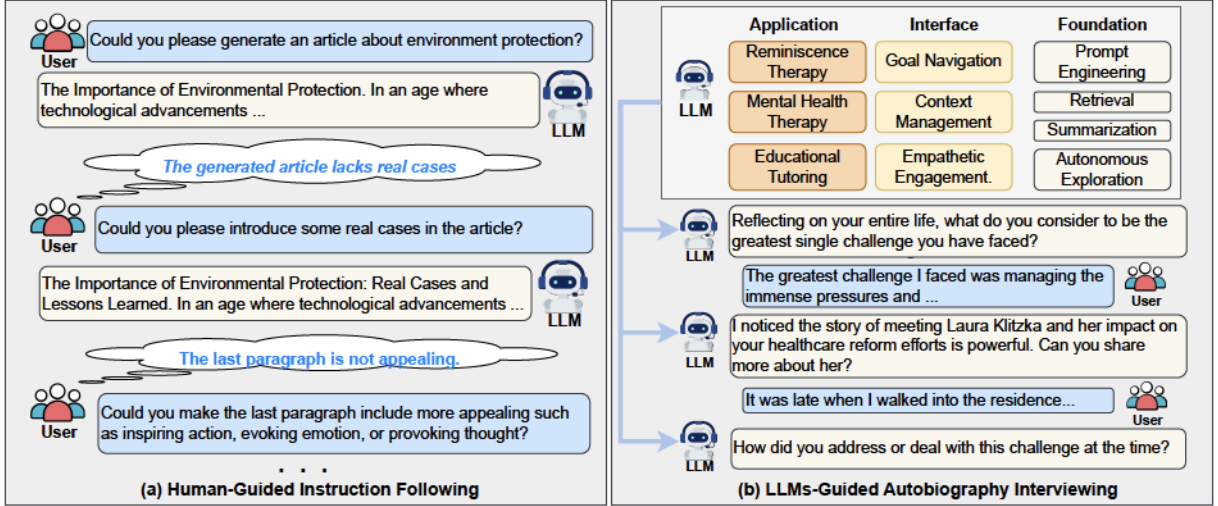 Could you please generate an article about environment protection?
User
The Importance of Environmental Protection. In an age where
technological advancements ...
LLM
The generated article lacks real cases
User
Could you please introduce some real cases in the article?
The Importance of Environmental Protection: Real Cases and
Lessons Learned. In an age where technological advancements ...
LLM
The last paragraph is not appealing.
User
Could you make the last paragraph include more appealing such
as inspiring action, evoking emotion, or provoking thought?
. . .
(a) Human-Guided Instruction Following
Application
Interface
Foundation
LLM
Reminiscence
Therapy
Goal Navigation
Prompt
Engineering
Mental Health
Therapy
Context
Management
Retrieval
Summarization
Educational
Tutoring
Empathetic
Engagement.
Autonomous
Exploration
LLM
Reflecting on your entire life, what do you consider to be the
greatest single challenge you have faced?
The greatest challenge I faced was managing the
immense pressures and ...
User
LLM
I noticed the story of meeting Laura Klitzka and her impact on
your healthcare reform efforts is powerful. Can you share
more about her?
It was late when I walked into the residence...
User
LLM
How did you address or deal with this challenge at the time?
(b) LLMs-Guided Autobiography Interviewing